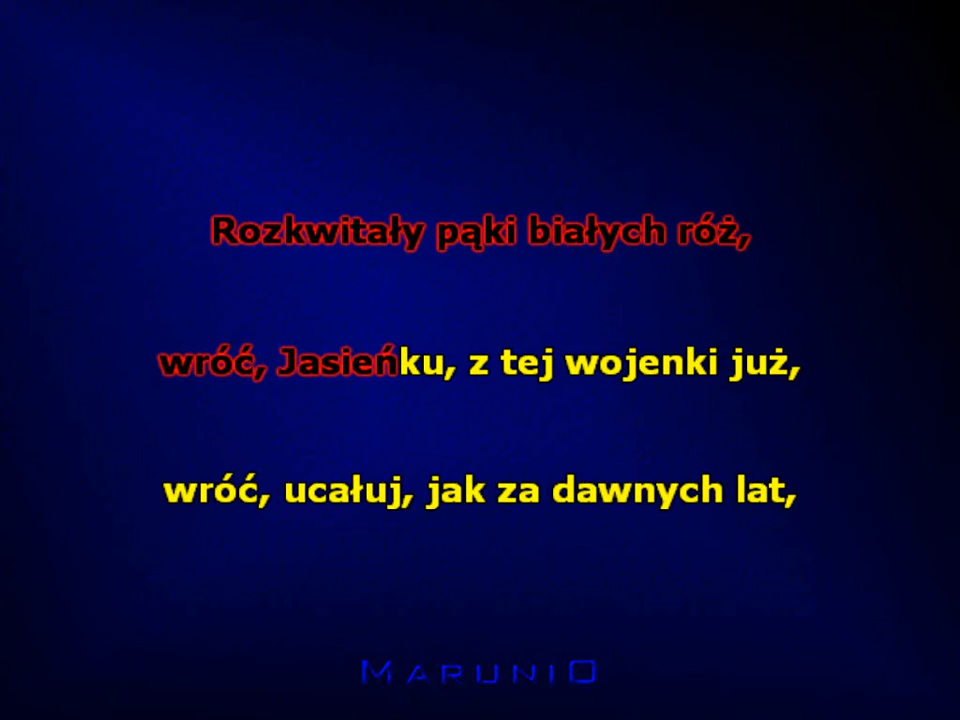 Rozkwitały pąki białych róż,
wróć, Jasieńku, z tej wojenki już,
wróć, ucałuj, jak za dawnych lat,
MARUNIO